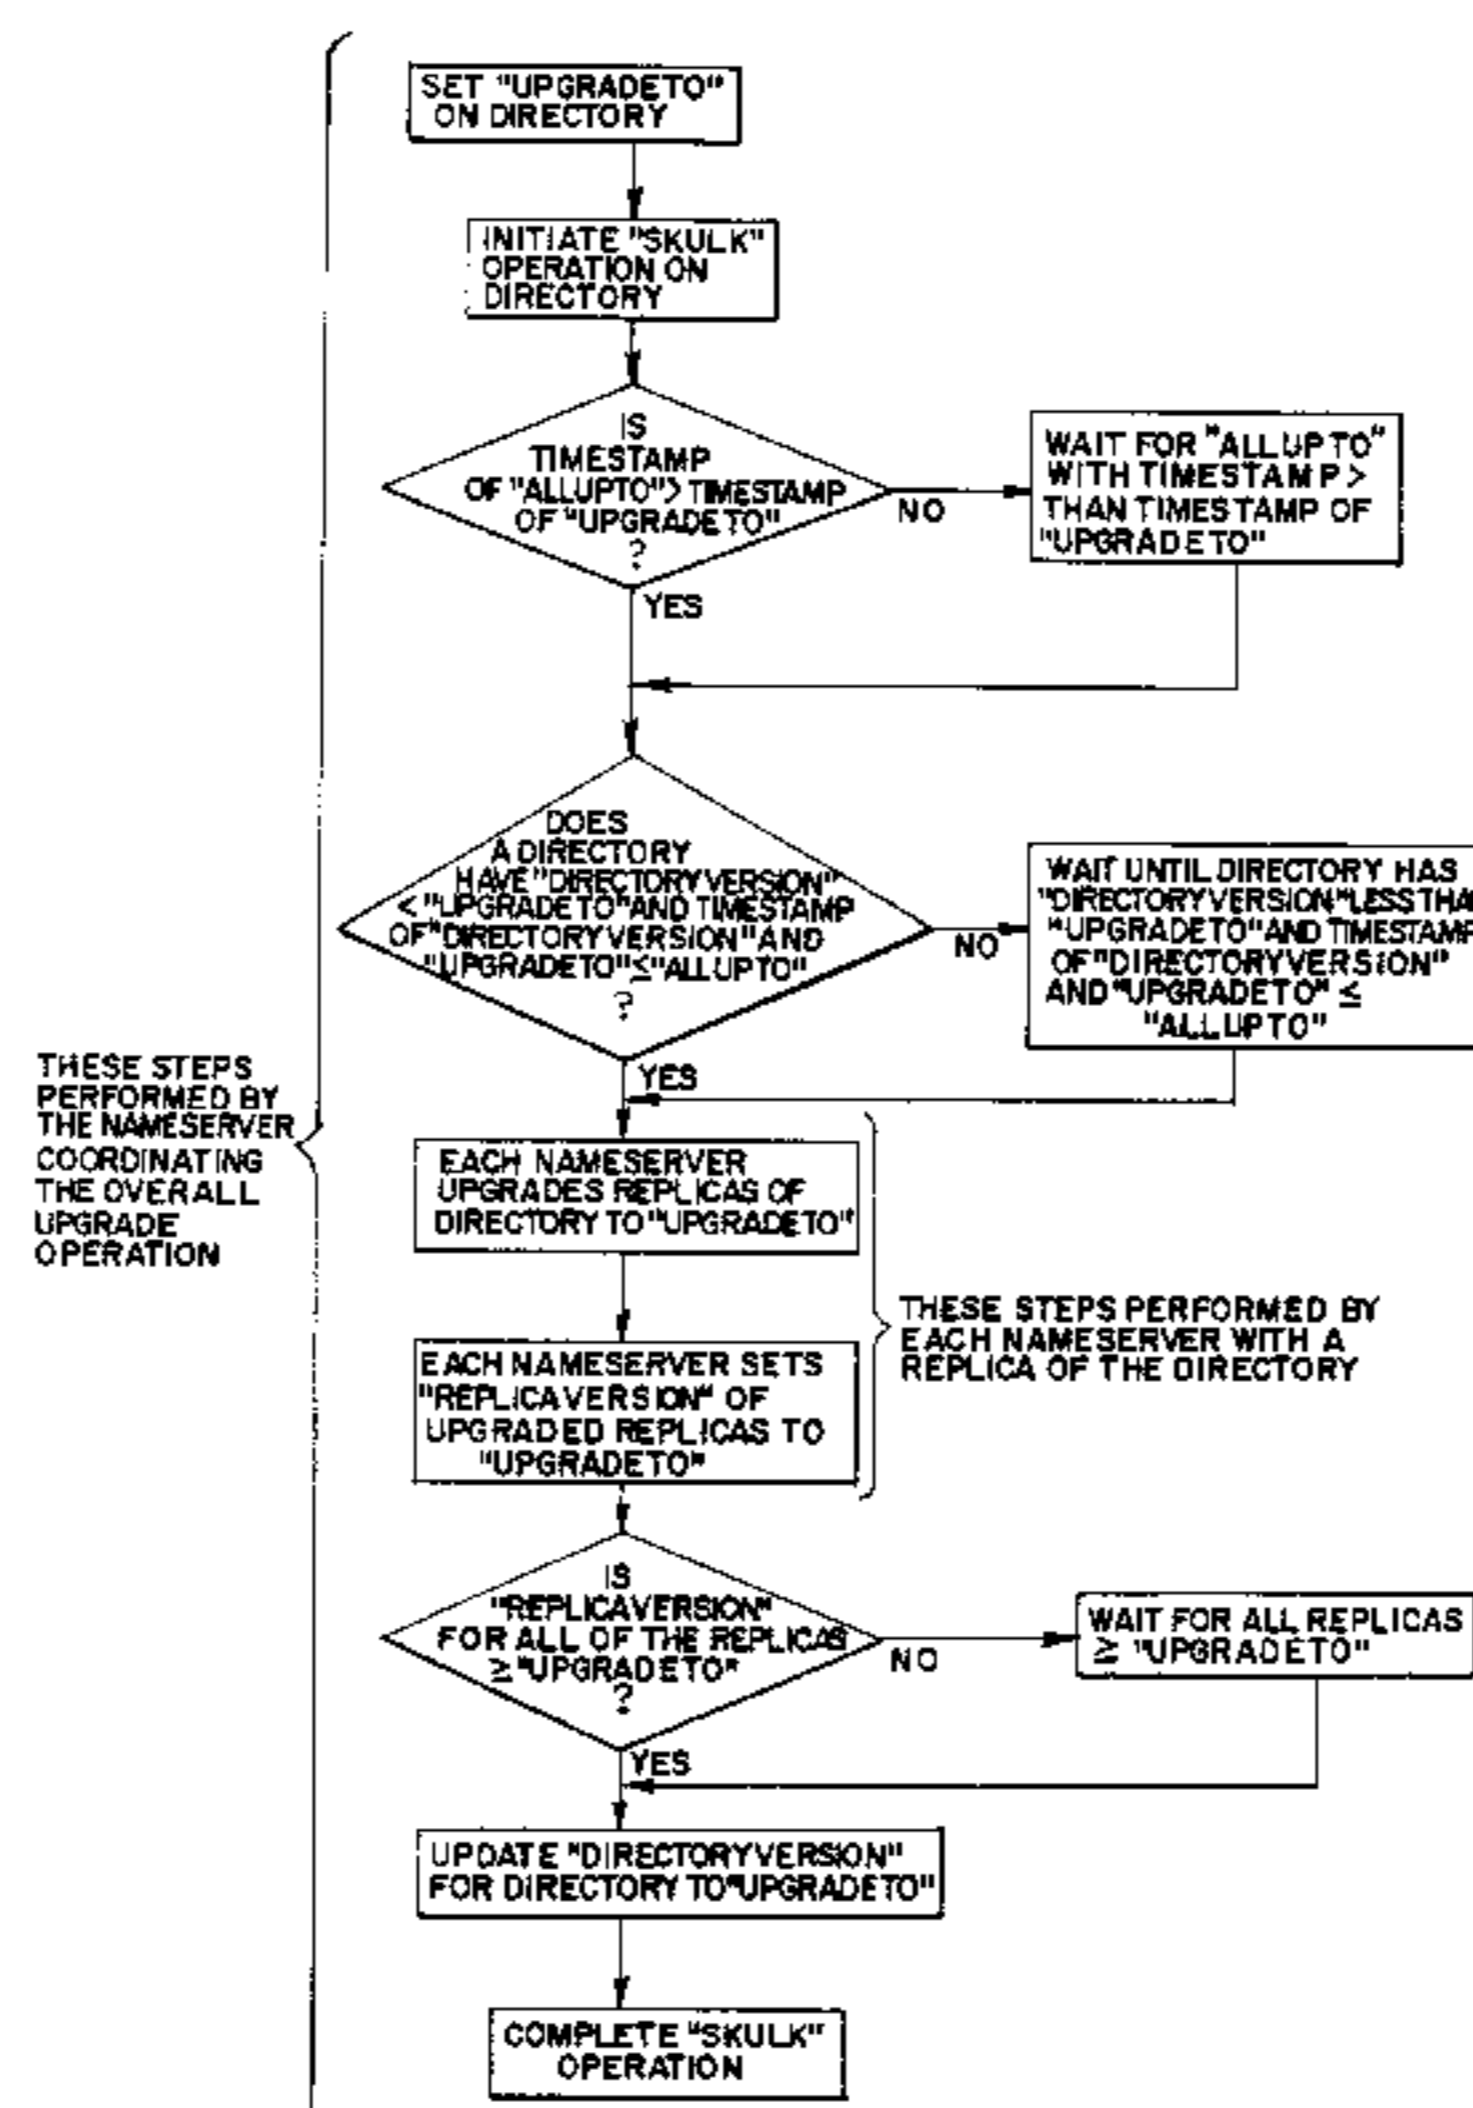 SET "UPGRADETO"
ON DIRECTORY
INITIATE "SKULK"
OPERATION ON
DIRECTORY
IS
TIMESTAMP
OF "ALLUPTO" > TIMESTAMP
OF "UPGRADETO"
?
NO
WAIT FOR "ALLUPTO"
WITH TIMESTAMP >
THAN TIMESTAMP OF
"UPGRADETO"
YES
DOES
A DIRECTORY
HAVE "DIRECTORYVERSION"
< "UPGRADETO" AND TIMESTAMP
OF "DIRECTORYVERSION" AND
"UPGRADETO" ≤ "ALLUPTO"
?
NO
WAIT UNTIL DIRECTORY HAS
"DIRECTORYVERSION" LESS THA
"UPGRADETO" AND TIMESTAMP
OF "DIRECTORYVERSION"
AND "UPGRADETO" ≤
"ALLUPTO"
YES
THESE STEPS
PERFORMED BY
THE NAMESERVER
COORDINATING
THE OVERALL
UPGRADE
OPERATION
EACH NAMESERVER
UPGRADES REPLICAS OF
DIRECTORY TO "UPGRADETO"
EACH NAMESERVER SETS
"REPLICAVERSION" OF
UPGRADED REPLICAS TO
"UPGRADETO"
THESE STEPS PERFORMED BY
EACH NAMESERVER WITH A
REPLICA OF THE DIRECTORY
IS
"REPLICAVERSION"
FOR ALL OF THE REPLICAS
≥ "UPGRADETO"
?
NO
WAIT FOR ALL REPLICAS
≥ "UPGRADETO"
YES
UPDATE "DIRECTORYVERSION"
FOR DIRECTORY TO "UPGRADETO"
COMPLETE "SKULK"
OPERATION